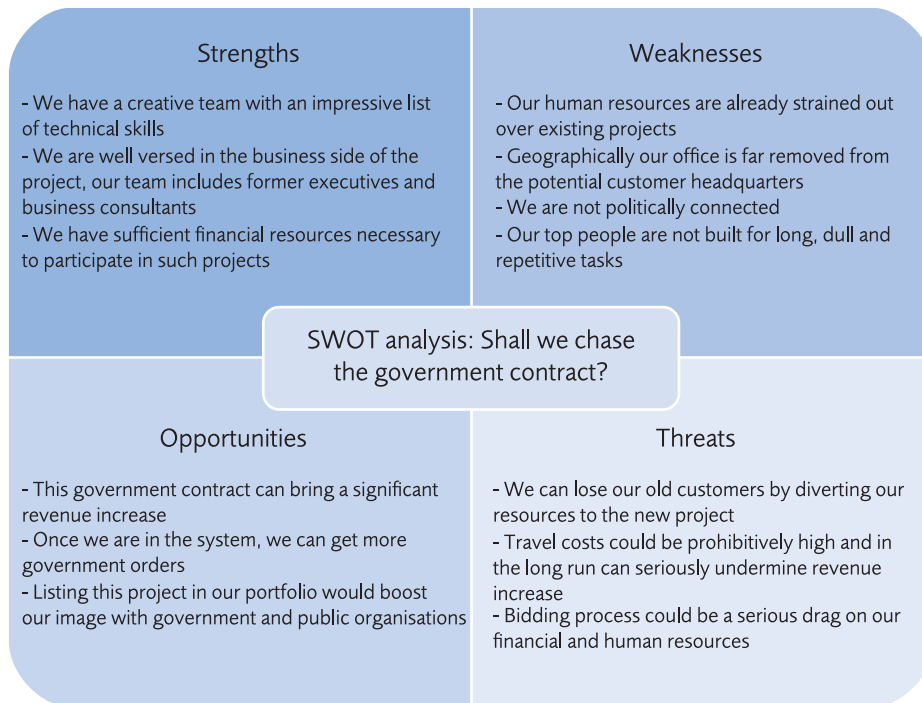 Strengths
- We have a creative team with an impressive list
of technical skills
- We are well versed in the business side of the
project, our team includes former executives and
business consultants
- We have sufficient financial resources necessary
to participate in such projects
Weaknesses
- Our human resources are already strained out
over existing projects
- Geographically our office is far removed from
the potential customer headquarters
- We are not politically connected
- Our top people are not built for long, dull and
repetitive tasks
SWOT analysis: Shall we chase
the government contract?
Opportunities
- This government contract can bring a significant
revenue increase
- Once we are in the system, we can get more
government orders
- Listing this project in our portfolio would boost
our image with government and public organisations
Threats
- We can lose our old customers by diverting our
resources to the new project
- Travel costs could be prohibitively high and in
the long run can seriously undermine revenue
increase
- Bidding process could be a serious drag on our
financial and human resources